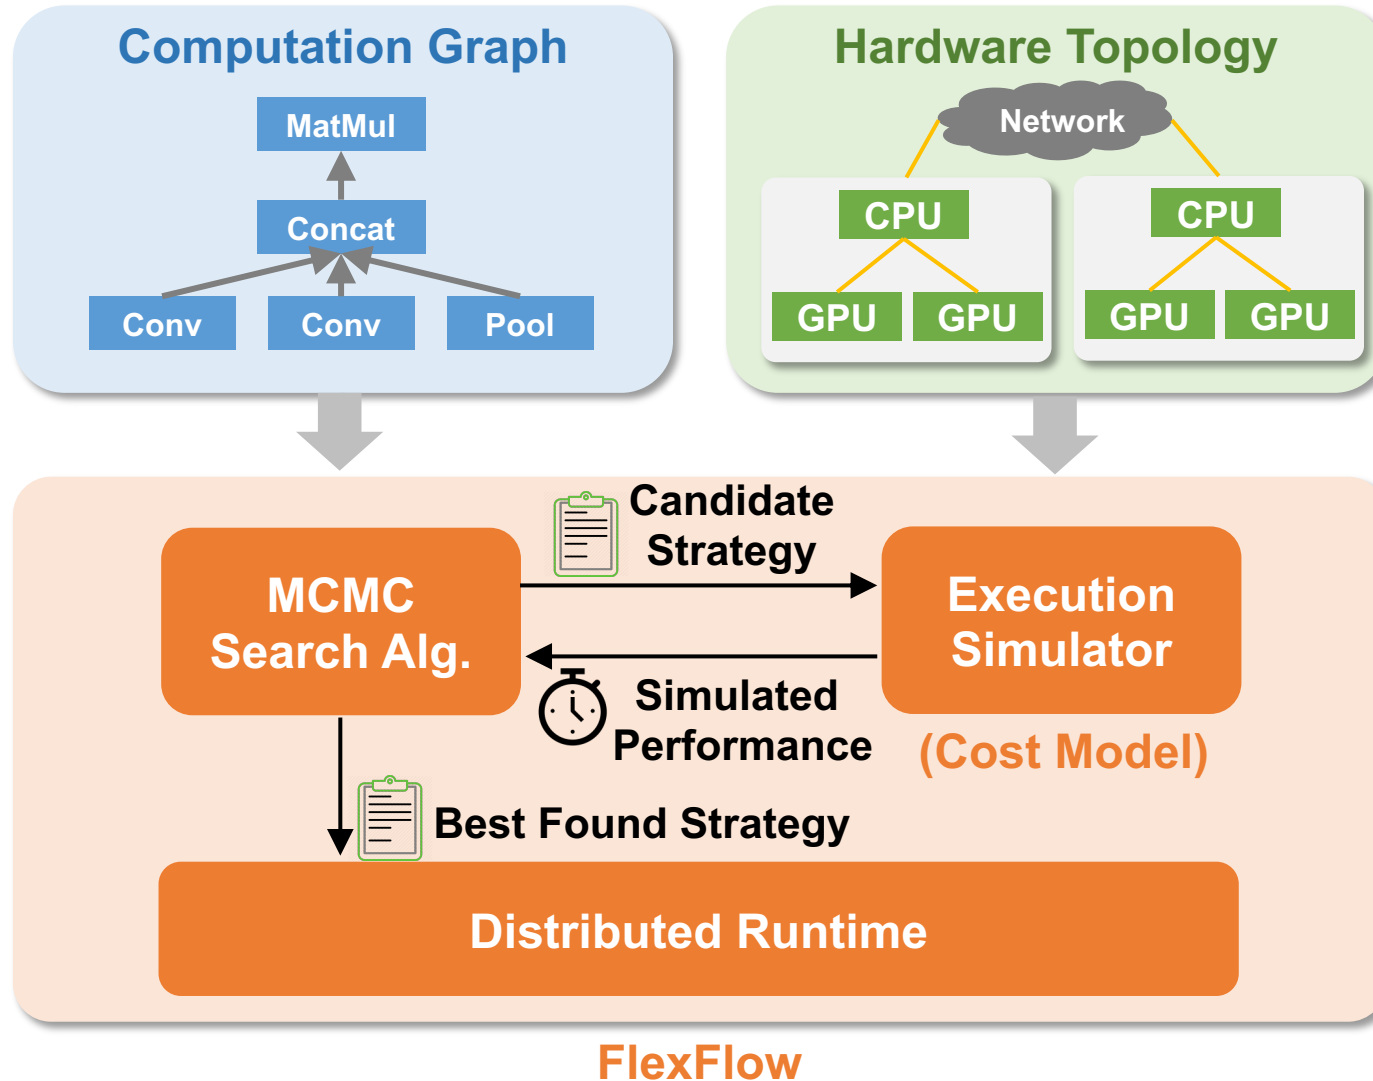 Computation Graph
MatMul
Concat
Conv
Conv
Pool
Hardware Topology
Network
CPU
GPU
GPU
CPU
GPU
GPU
MCMC
Search Alg.
Candidate
Strategy
Execution
Simulator
(Cost Model)
Simulated
Performance
Best Found Strategy
Distributed Runtime
FlexFlow